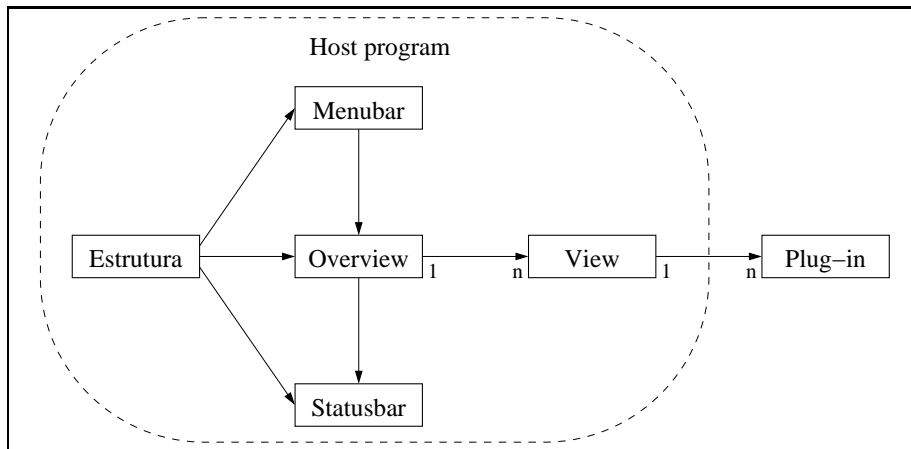 Host program
Menubar
Estrutura
Overview
1
n
View
1
n
Plug−in
Statusbar